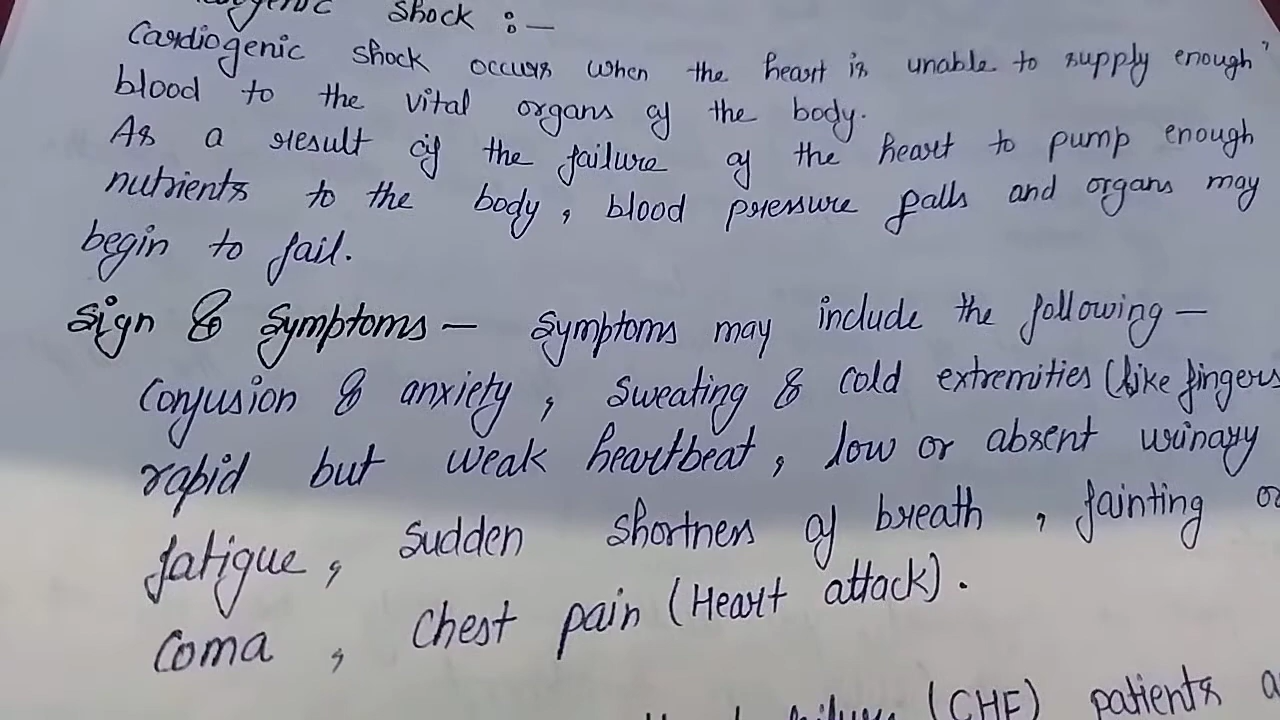 Shock :-
Cardiogenic shock occurs when the heart is unable to supply enough
blood to the vital organs of the body.
As a result of the failure of the heart to pump enough
nutrients to the body, blood pressure falls and organs may
begin to fail.
Sign & Symptoms - Symptoms may include the following -
Confusion & anxiety, Sweating & cold extremities (like fingers
rapid but weak heartbeat, low or absent urinary
fatigue, sudden shortness of breath, fainting or
Coma, Chest pain (Heart attack).
(CHF) patients